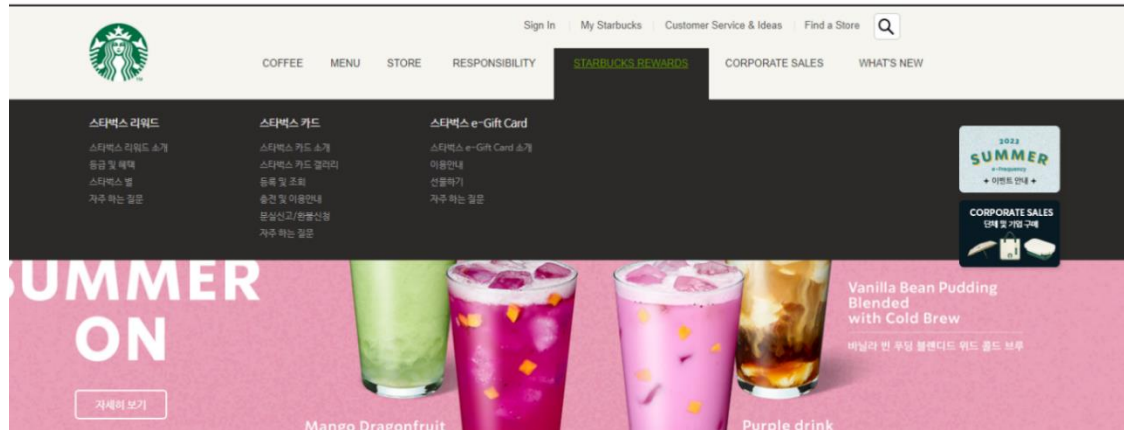 Sign In
My Starbucks
Customer Service & Ideas
Find a Store
COFFEE
MENU
STORE
RESPONSIBILITY
STARBUCKS REWARDS
CORPORATE SALES
WHAT'S NEW
스타벅스 리워드
스타벅스 리워드 소개
등급 및 혜택
스타벅스 별
자주 하는 질문
스타벅스 카드
스타벅스 카드 소개
스타벅스 카드 갤러리
등록 및 조회
충전 및 이용안내
분실신고/환불신청
자주 하는 질문
스타벅스 e-Gift Card
스타벅스 e-Gift Card 소개
이용안내
선물하기
자주 하는 질문
2022
SUMMER
e-frequency
+ 이벤트 안내 +
CORPORATE SALES
단체 및 기업 구매
SUMMER
ON
자세히 보기
Vanilla Bean Pudding
Blended
with Cold Brew
바닐라 빈 푸딩 블렌디드 위드 콜드 브루
Mango Dragonfruit
Purple drink